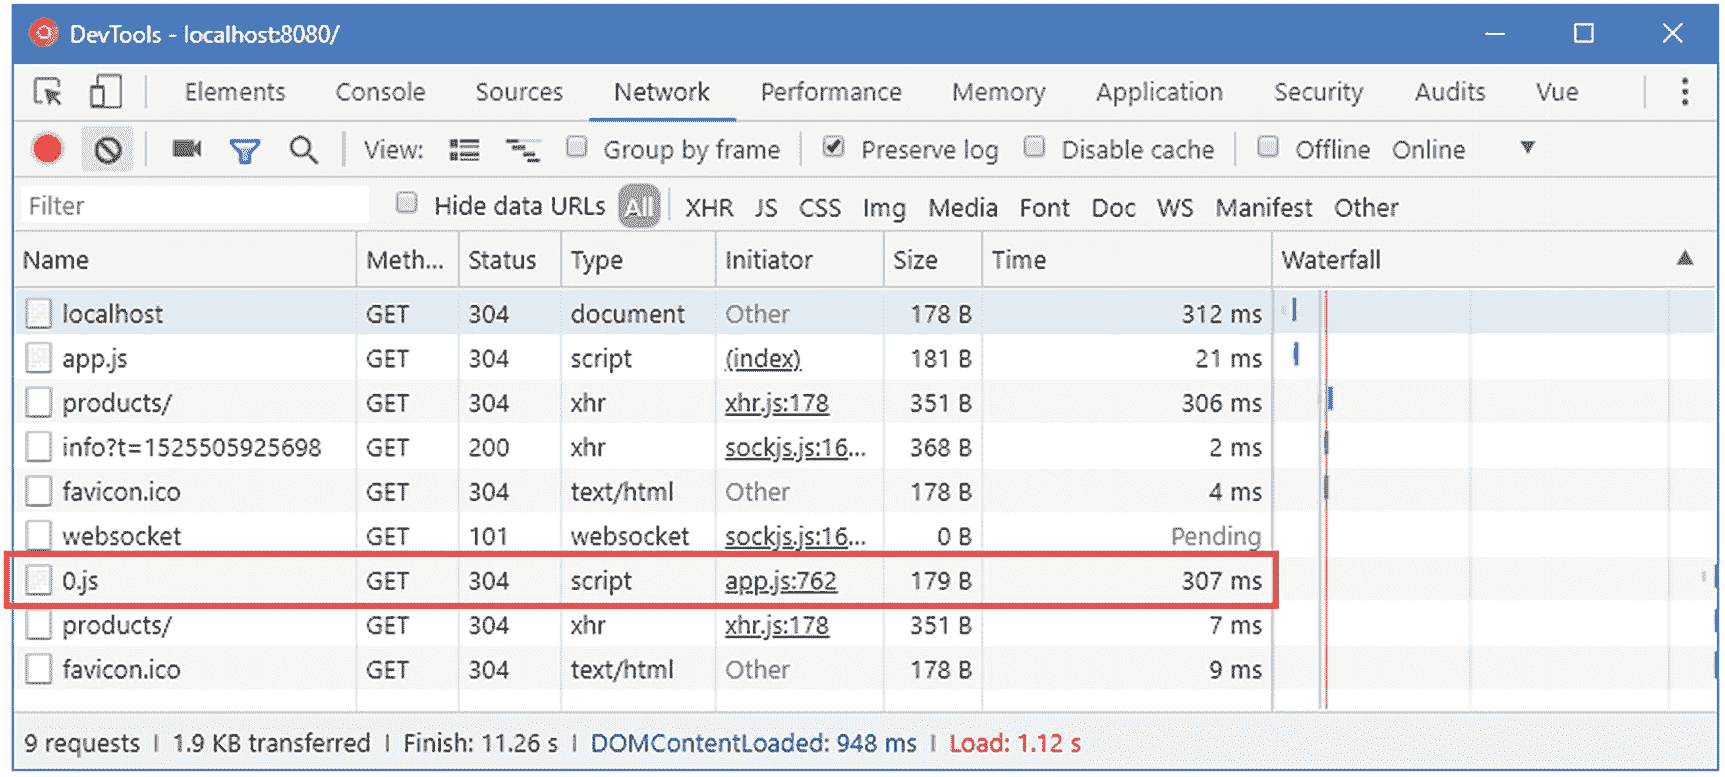 DevTools - localhost:8080/
Elements Console Sources Network Performance Memory Application Security Audits Vue
View: Group by frame Preserve log Disable cache Offline Online
Filter Hide data URLs All XHR JS CSS Img Media Font Doc WS Manifest Other
Name Meth... Status Type Initiator Size Time Waterfall
localhost GET 304 document Other 178 B 312 ms
app.js GET 304 script (index) 181 B 21 ms
products/ GET 304 xhr xhr.js:178 351 B 306 ms
info?t=1525505925698 GET 200 xhr sockjs.js:16... 368 B 2 ms
favicon.ico GET 304 text/html Other 178 B 4 ms
websocket GET 101 websocket sockjs.js:16... 0 B Pending
0.js GET 304 script app.js:762 179 B 307 ms
products/ GET 304 xhr xhr.js:178 351 B 7 ms
favicon.ico GET 304 text/html Other 178 B 9 ms
9 requests | 1.9 KB transferred | Finish: 11.26 s | DOMContentLoaded: 948 ms | Load: 1.12 s